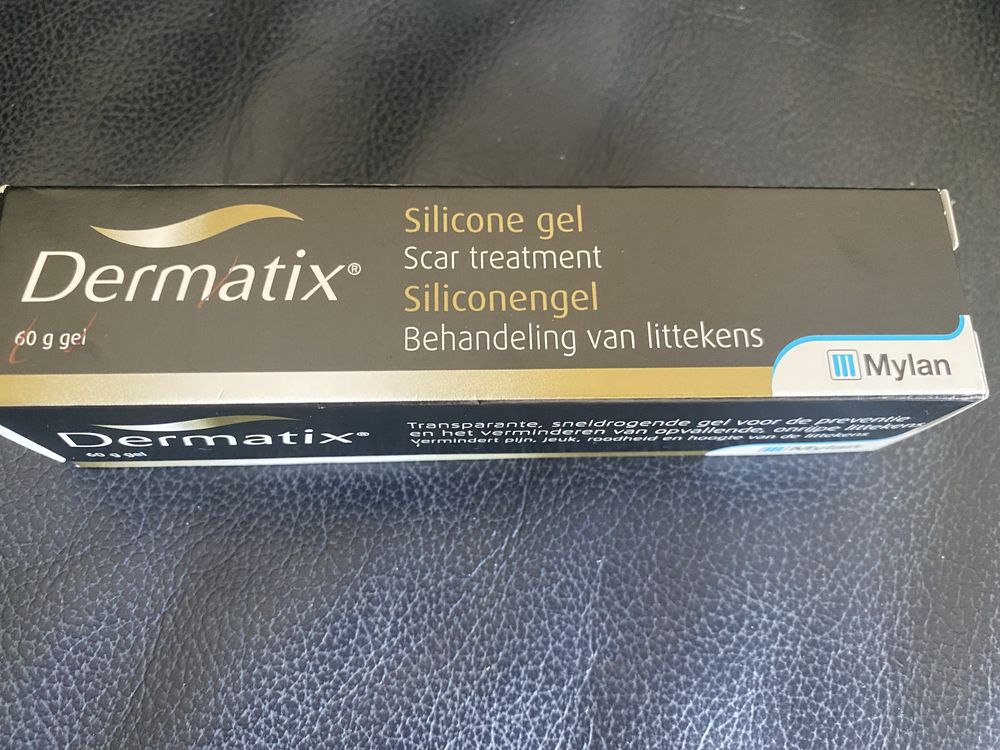 Silicone gel
Scar treatment
Siliconengel
Behandeling van littekens
Dermatix®
60 g gel
Mylan
Dermatix®
60 g gel
Transparante, sneldrogende gel voor de preventie
en het verminderen van opvallende, onrijpe littekens
Vermindert pijn, jeuk, roodheid en hoogte van de littekens
Mylan